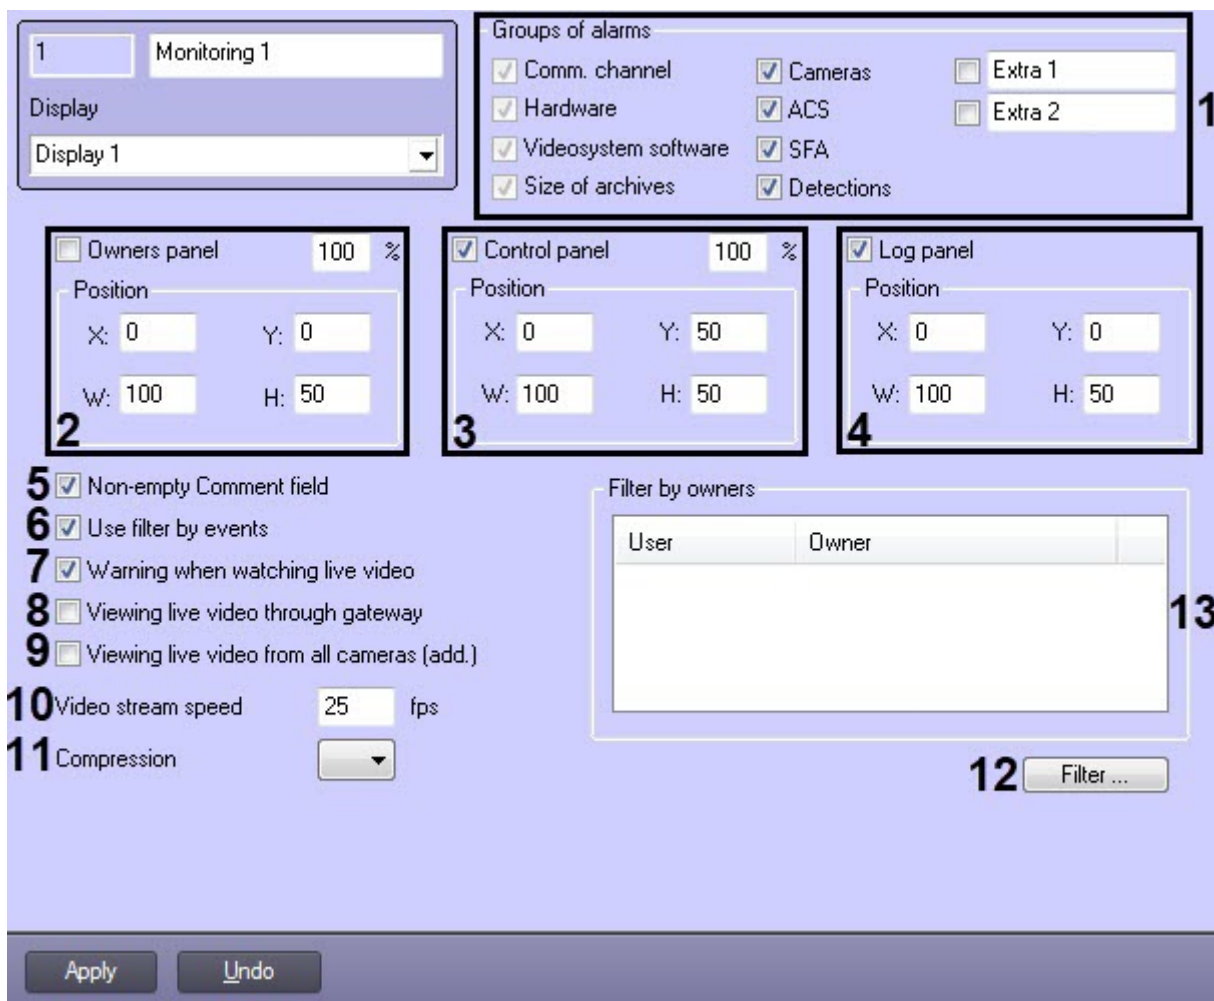 1 Monitoring 1
Display
Display 1
Groups of alarms
Comm. channel Cameras Extra 1
Hardware ACS Extra 2
Videosystem software SFA
Size of archives Detections
1
Owners panel 100 %
Position
X: 0 Y: 0
W: 100 H: 50
2
Control panel 100 %
Position
X: 0 Y: 50
W: 100 H: 50
3
Log panel
Position
X: 0 Y: 0
W: 100 H: 50
4
5 Non-empty Comment field
6 Use filter by events
7 Warning when watching live video
8 Viewing live video through gateway
9 Viewing live video from all cameras (add.)
10 Video stream speed 25 fps
11 Compression
Filter by owners
User Owner
13
12 Filter ...
Apply Undo